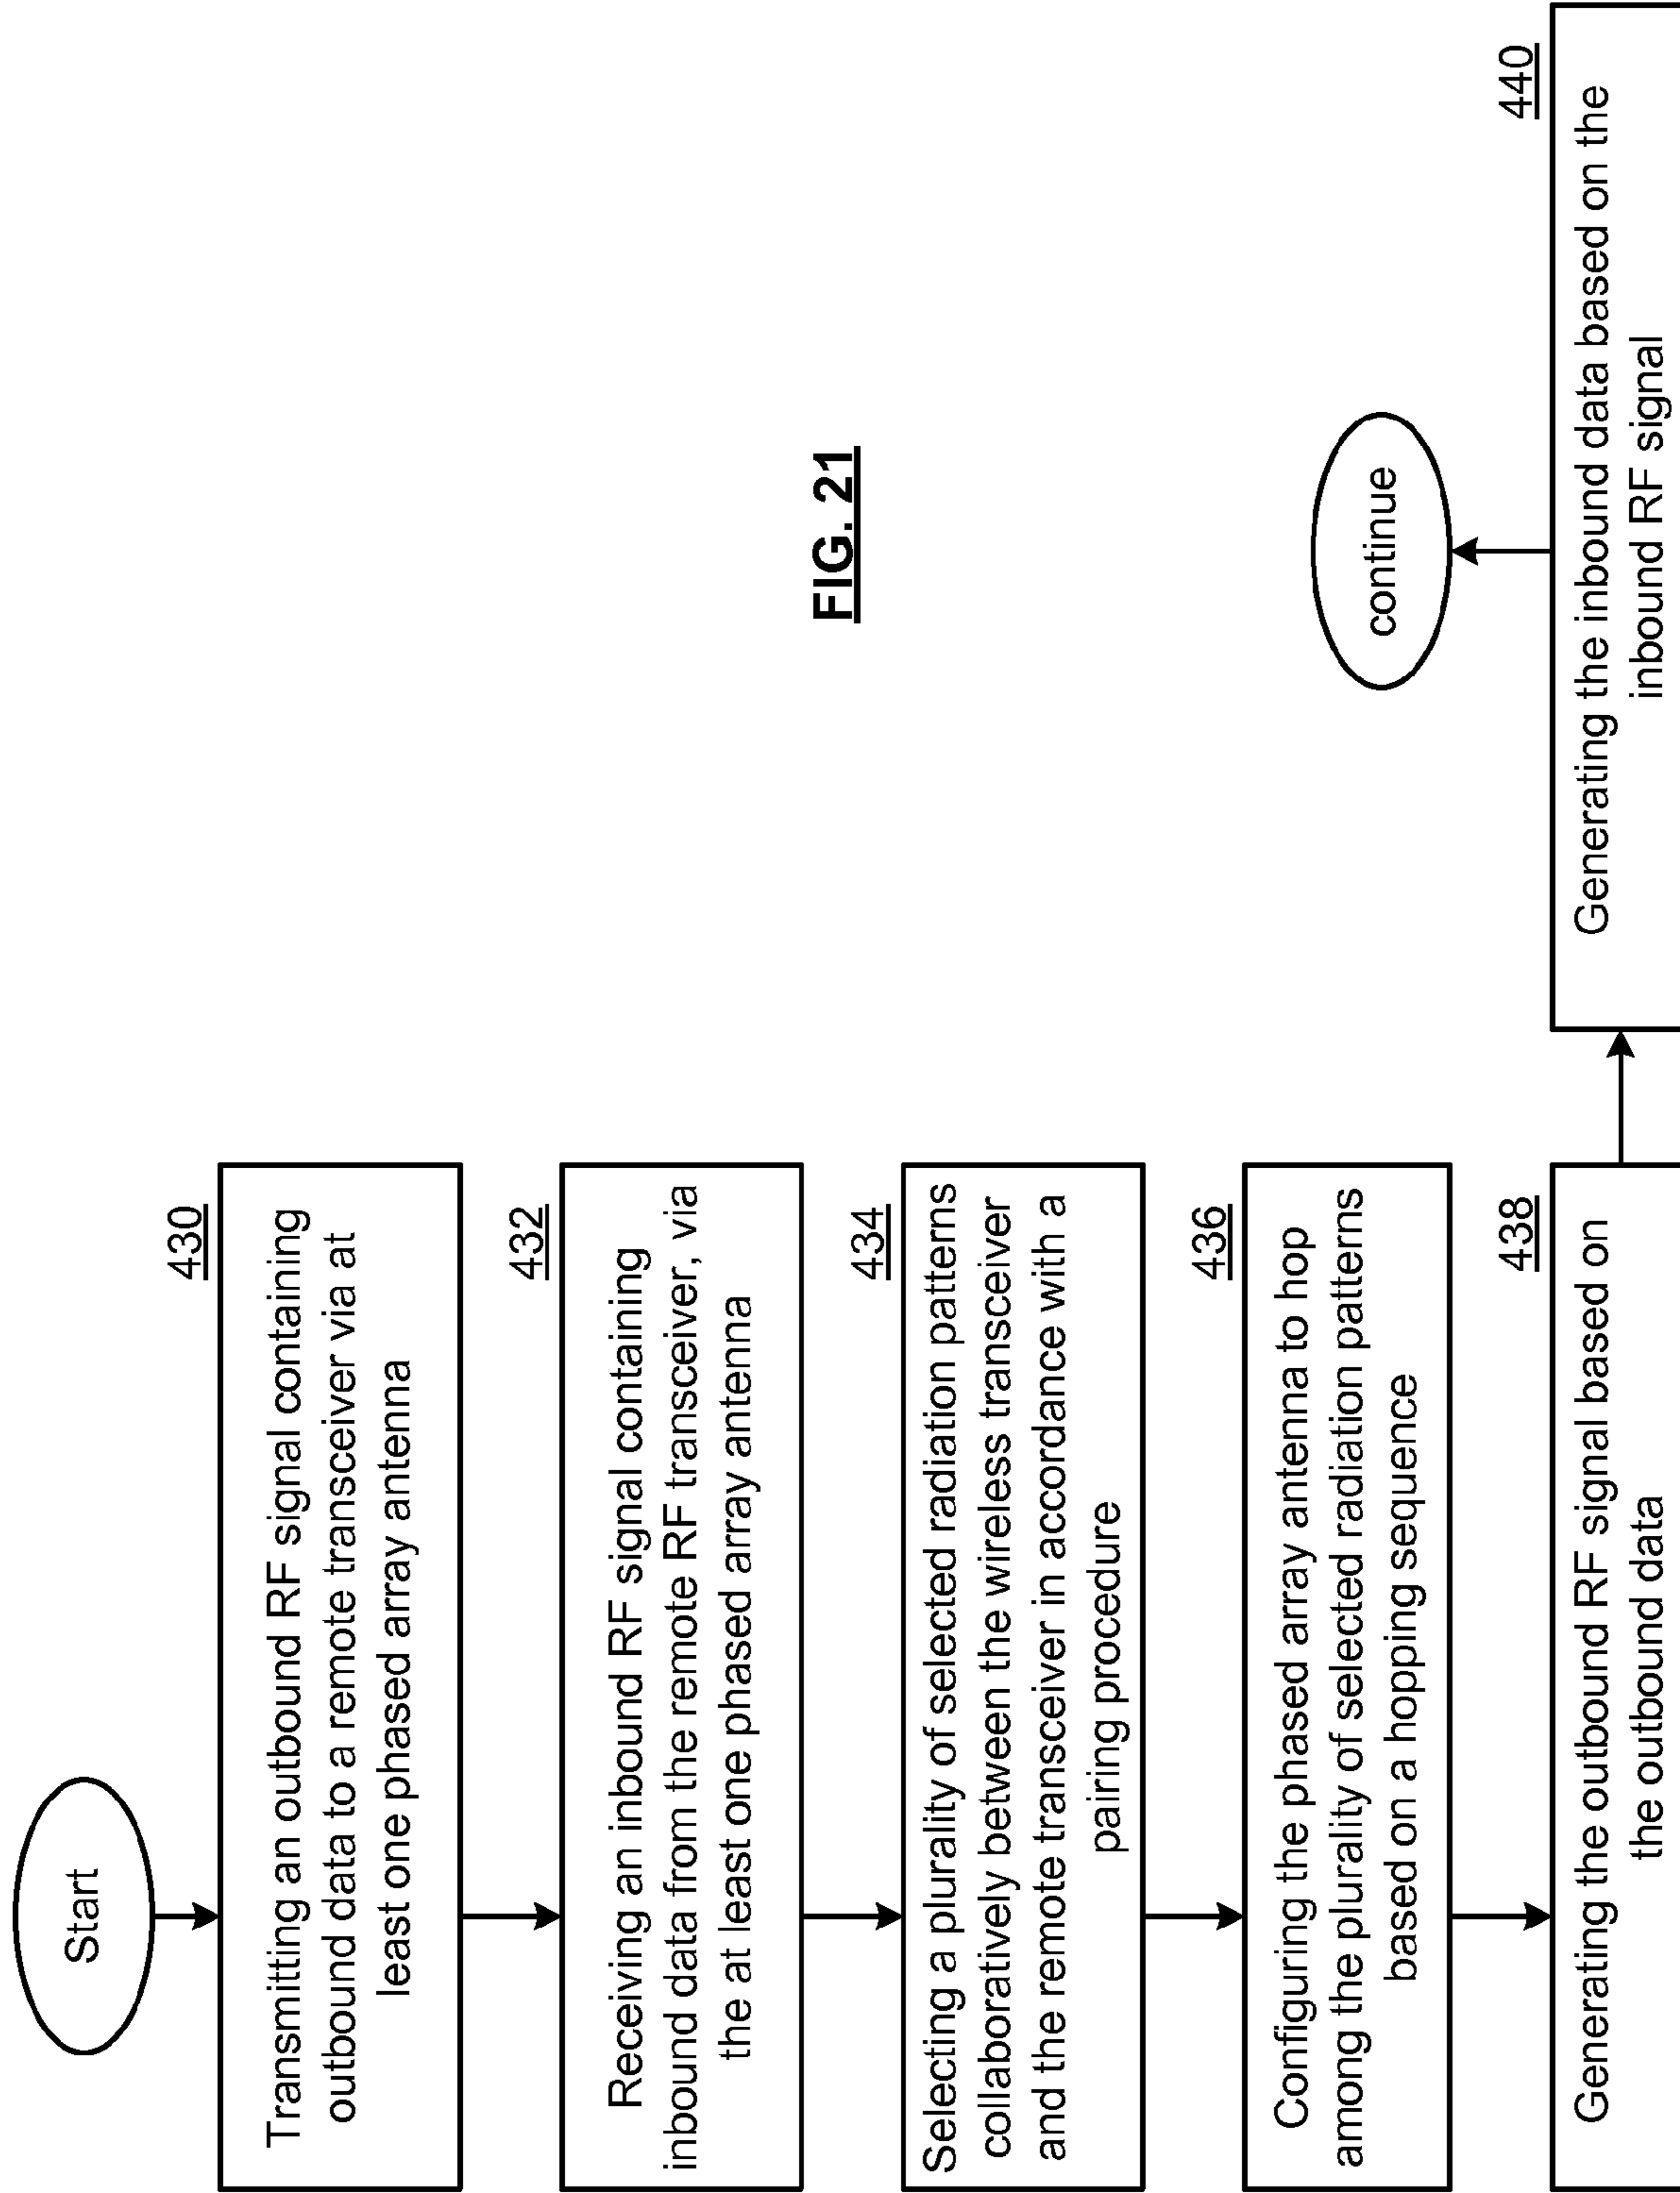 Start
430
Transmitting an outbound RF signal containing
outbound data to a remote transceiver via at
least one phased array antenna
432
Receiving an inbound RF signal containing
inbound data from the remote RF transceiver, via
the at least one phased array antenna
434
Selecting a plurality of selected radiation patterns
collaboratively between the wireless transceiver
and the remote transceiver in accordance with a
pairing procedure
436
Configuring the phased array antenna to hop
among the plurality of selected radiation patterns
based on a hopping sequence
438
Generating the outbound RF signal based on
the outbound data
440
Generating the inbound data based on the
inbound RF signal
continue
FIG. 21